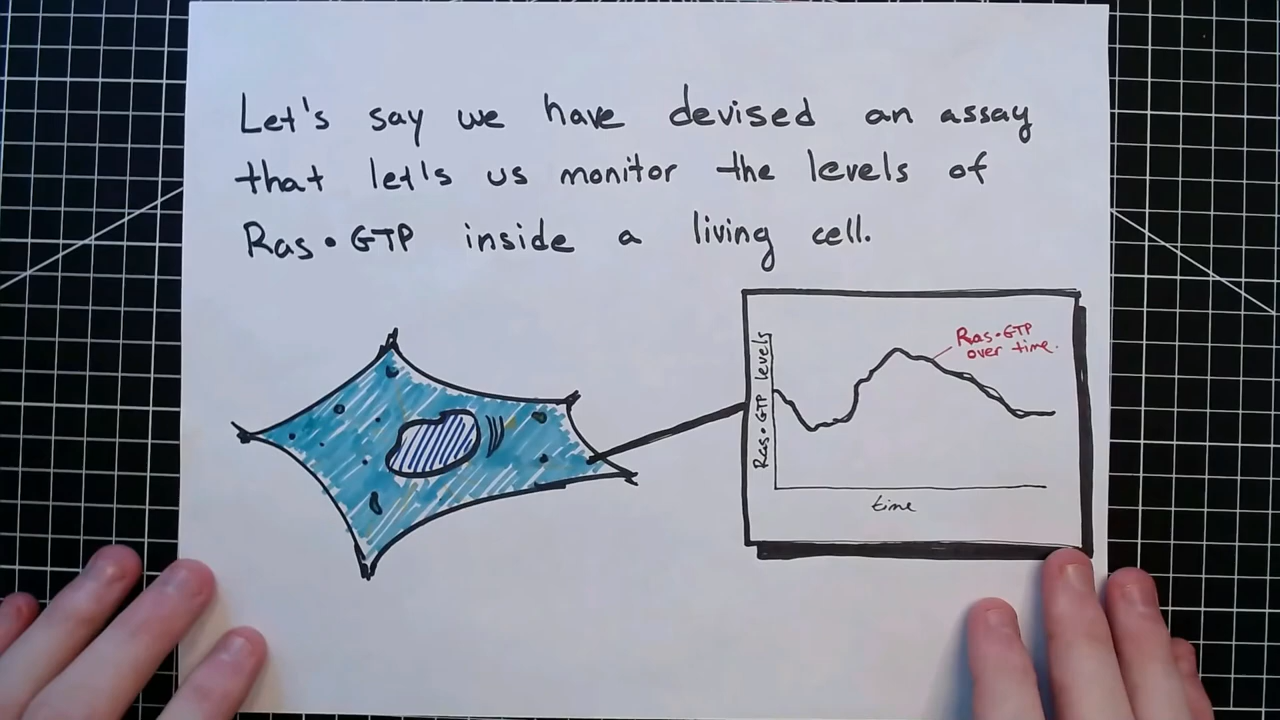 Let's say we have devised an assay
that let's us monitor the levels of
Ras•GTP inside a living cell.
Ras•GTP levels
Ras•GTP
over time.
time